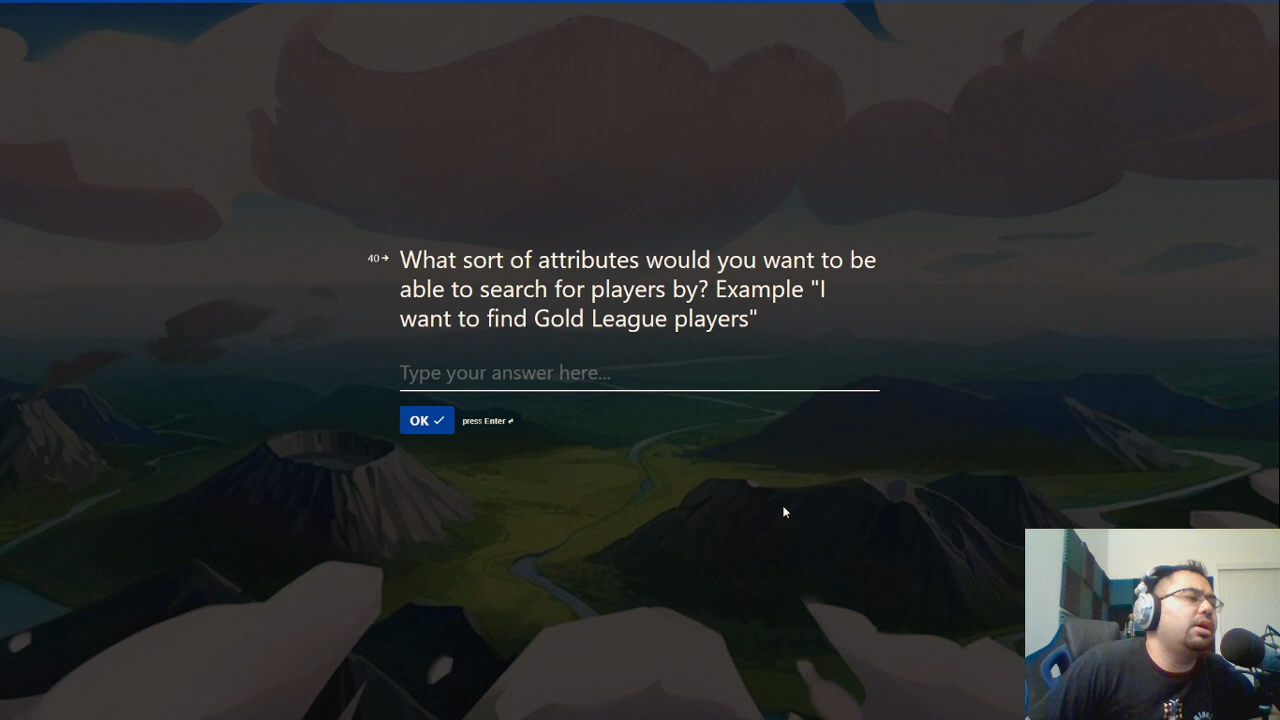 40→ What sort of attributes would you want to be
able to search for players by? Example "I
want to find Gold League players"
Type your answer here...
OK ✓ press Enter ↵